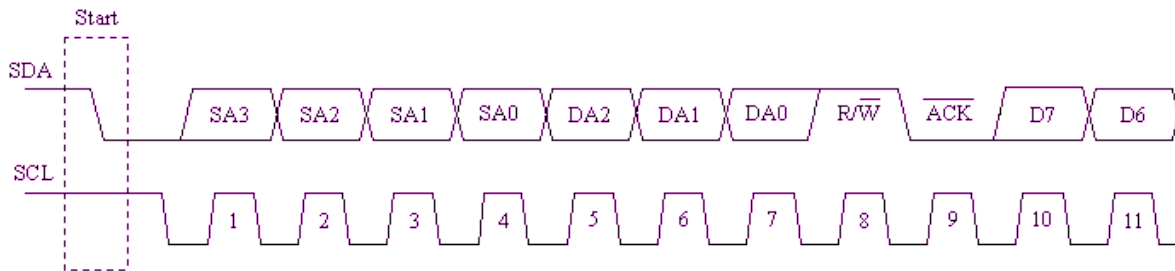 Start
SDA
SA3 SA2 SA1 SA0 DA2 DA1 DA0 R/W̅ A̅C̅K̅ D7 D6
SCL
1 2 3 4 5 6 7 8 9 10 11